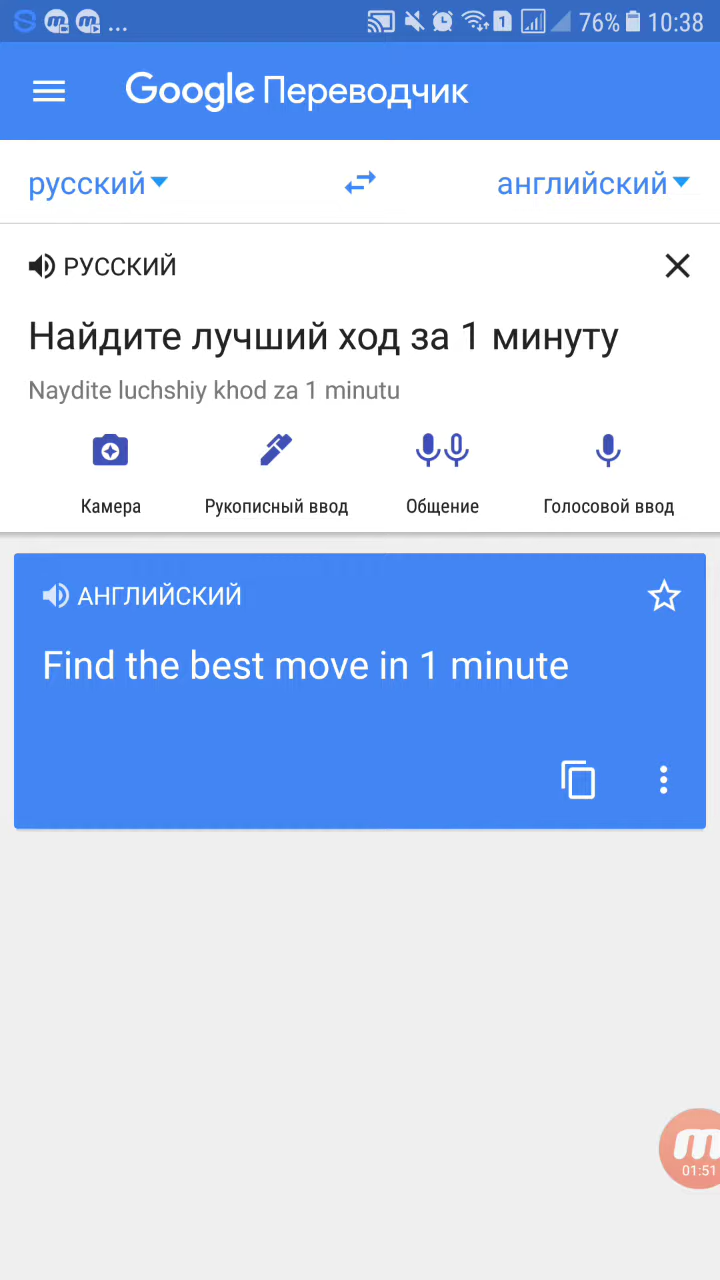 ... 1 76% 10:38
Google Переводчик
русский английский
РУССКИЙ
Найдите лучший ход за 1 минуту
Naydite luchshiy khod za 1 minutu
Камера Рукописный ввод Общение Голосовой ввод
АНГЛИЙСКИЙ
Find the best move in 1 minute
01:51